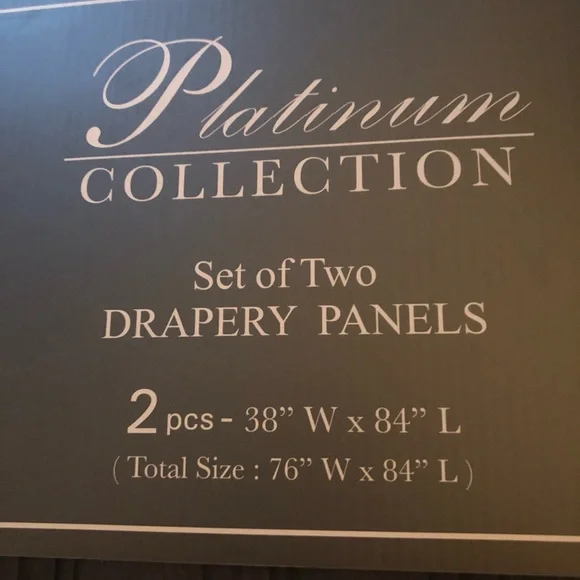 Platinum
COLLECTION
Set of Two
DRAPERY PANELS
2 pcs - 38” W x 84” L
( Total Size : 76” W x 84” L )